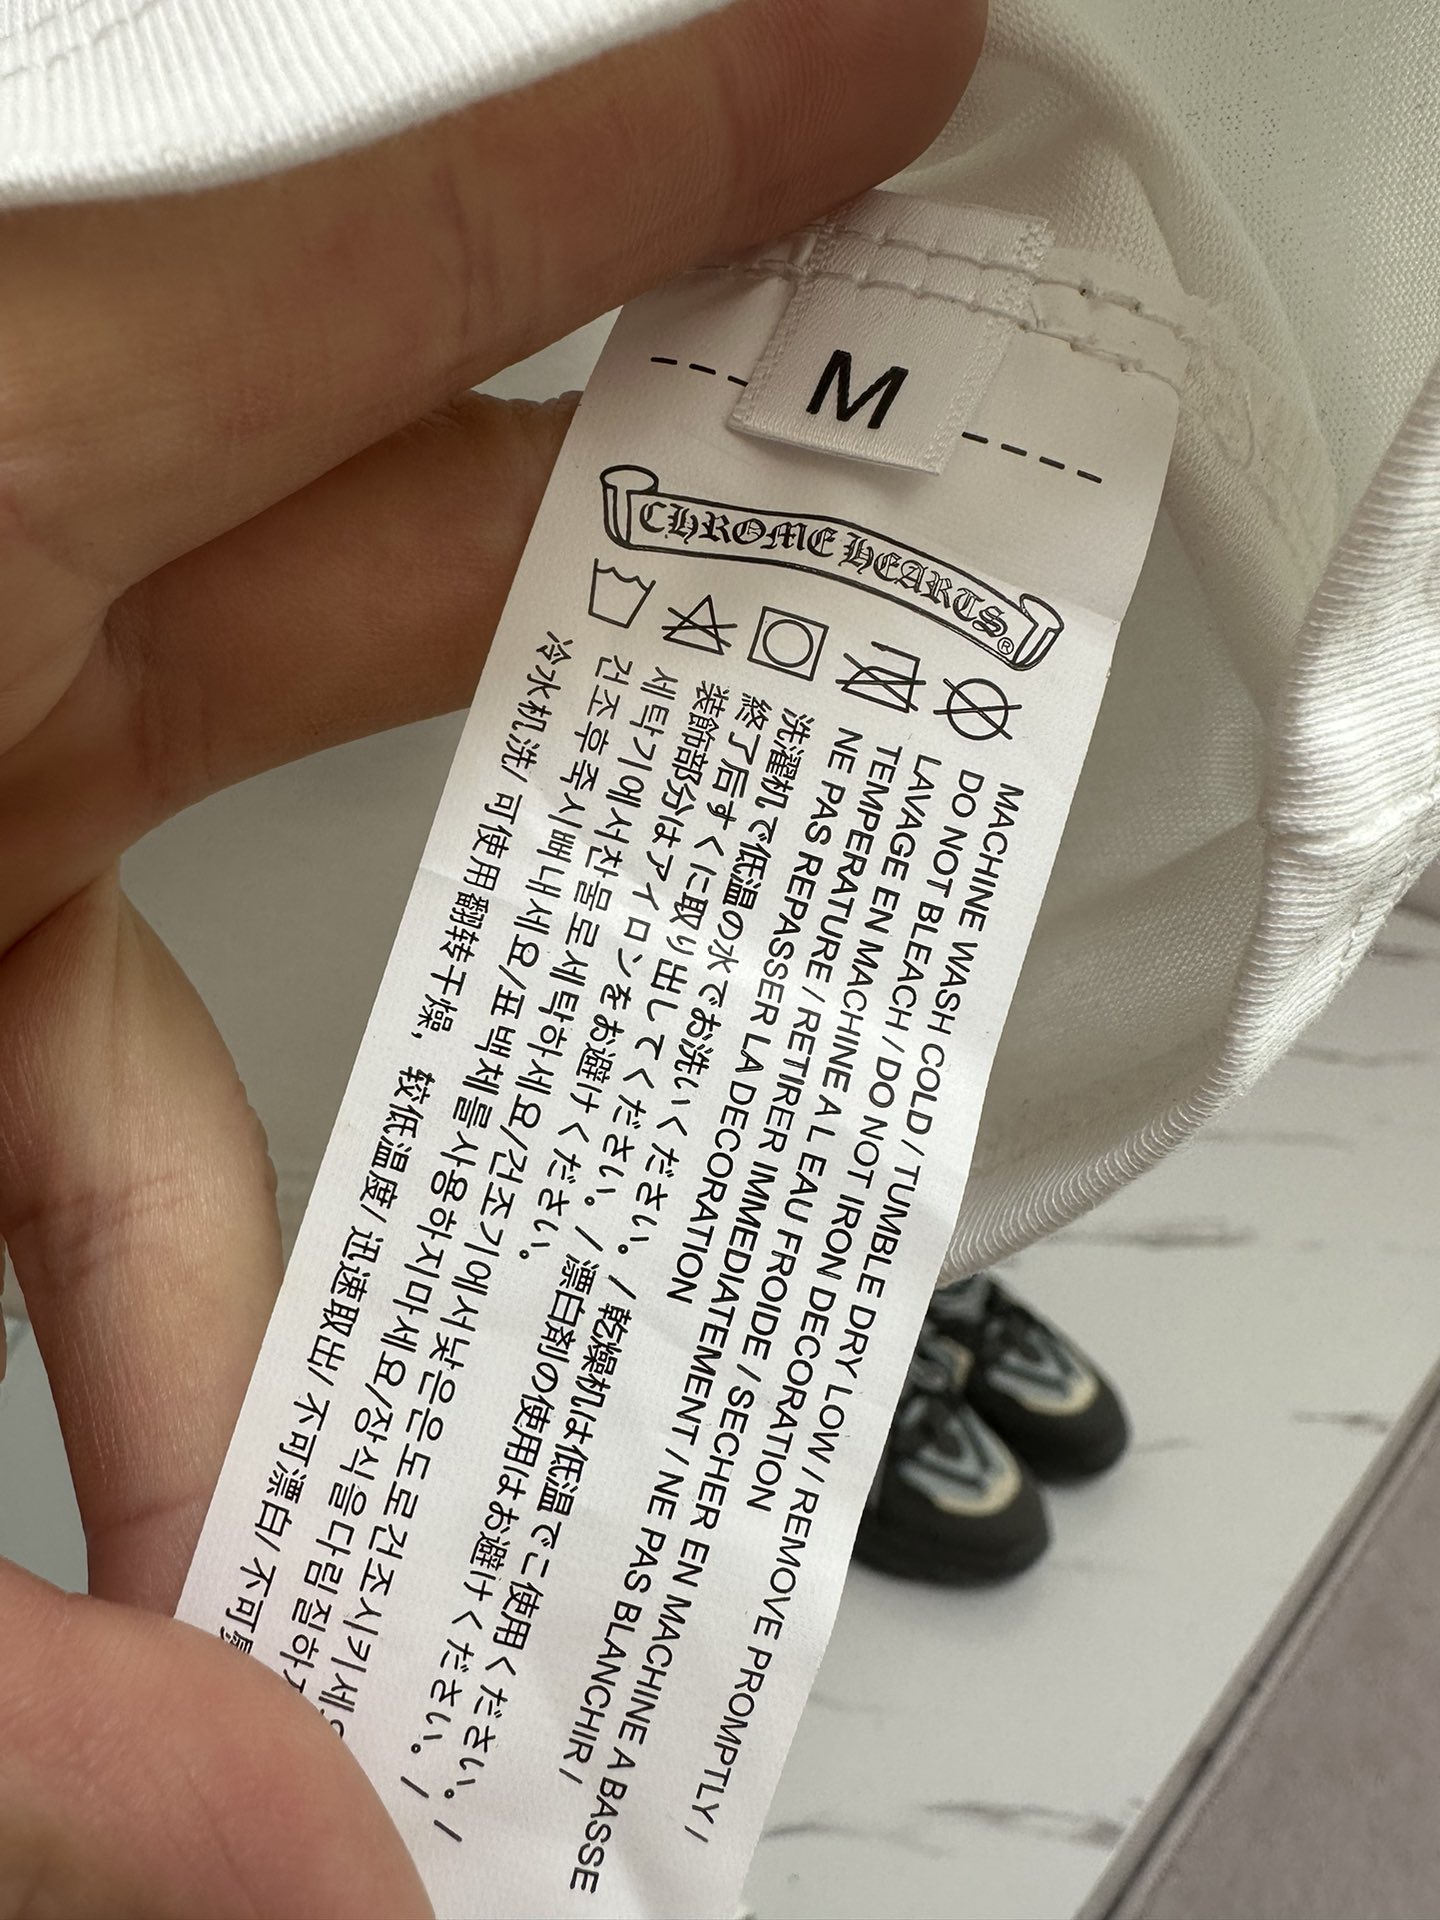 M
CHROME HEARTS®
MACHINE WASH COLD / TUMBLE DRY LOW / REMOVE PROMPTLY /
DO NOT BLEACH / DO NOT IRON DECORATION
LAVAGE EN MACHINE A L EAU FROIDE / SECHER EN MACHINE A BASSE
TEMPERATURE / RETIRER IMMEDIATEMENT / NE PAS BLANCHIR /
NE PAS REPASSER LA DECORATION
洗濯机で低温の水でお洗いください。/ 乾燥机は低温でこ使用ください。/
終了后すくに取り出してください。/ 漂白剤の使用はお避けください。/
装飾部分はアイロンをお避けください。
세탁기에서찬물로세탁하세요/건조기에서낮은은도로건조시키세
건조후죽시빼내세요/표백체를사용하지마세요/장식을다림질하
冷水机洗/ 可使用翻转干燥, 较低温度/ 迅速取出/ 不可漂白/ 不可